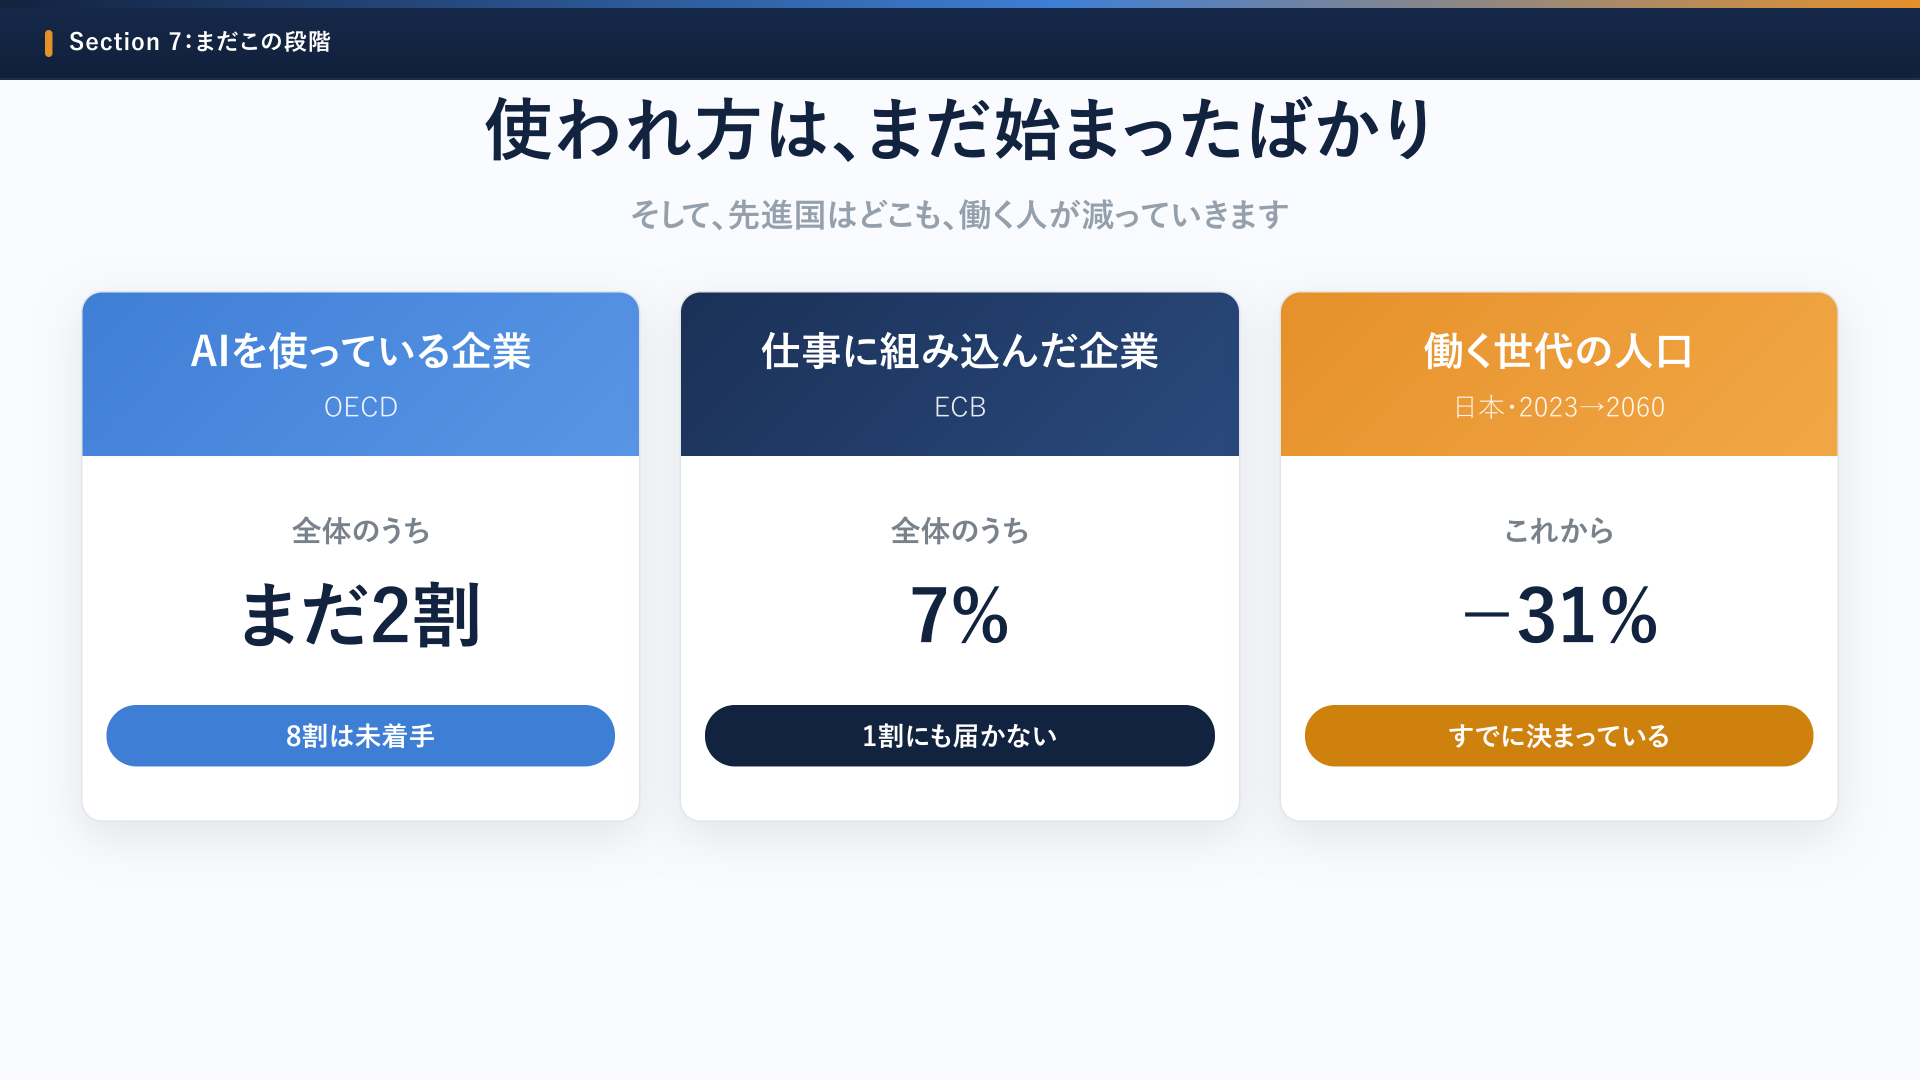 Section 7：まだこの段階
使われ方は、まだ始まったばかり
そして、先進国はどこも、働く人が減っていきます
AIを使っている企業
OECD
全体のうち
まだ2割
8割は未着手
仕事に組み込んだ企業
ECB
全体のうち
7%
1割にも届かない
働く世代の人口
日本・2023→2060
これから
－31%
すでに決まっている